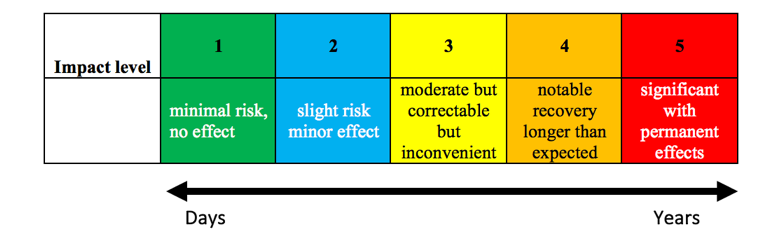 Impact level
1
2
3
4
5
minimal risk,
no effect
slight risk
minor effect
moderate but
correctable
but
inconvenient
notable
recovery
longer than
expected
significant
with
permanent
effects
Days
Years